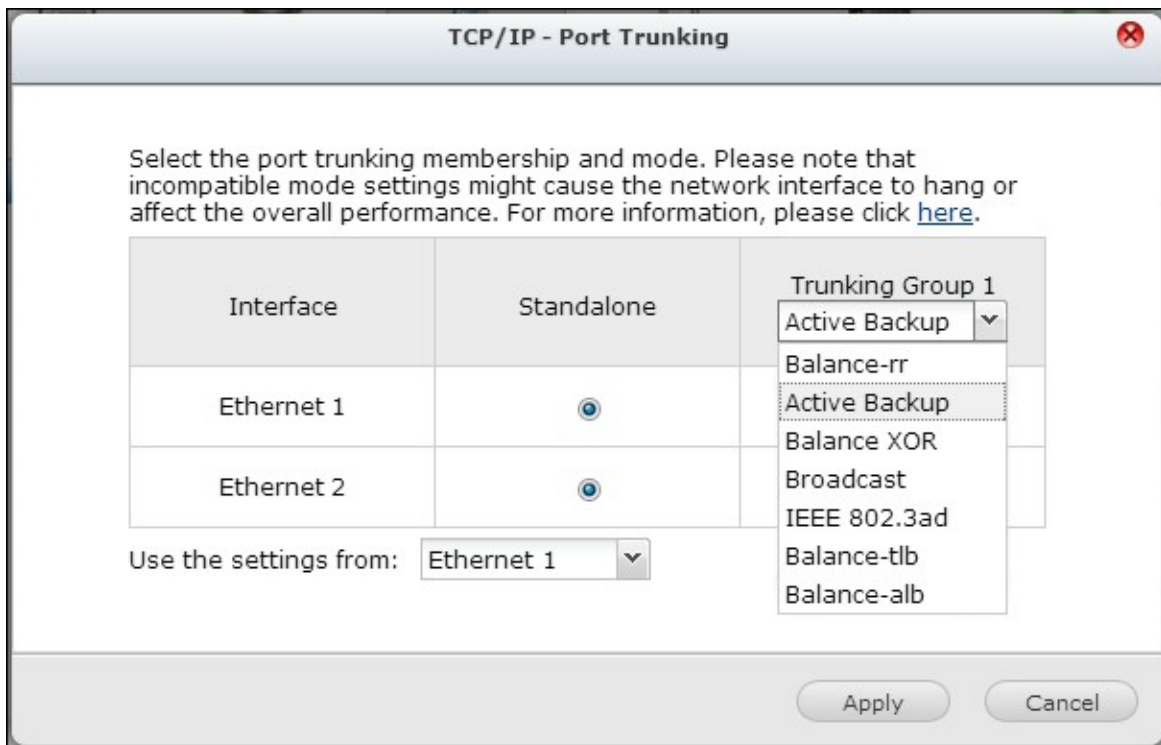 TCP/IP - Port Trunking
Select the port trunking membership and mode. Please note that
incompatible mode settings might cause the network interface to hang or
affect the overall performance. For more information, please click here.
Interface
Standalone
Trunking Group 1
Active Backup
Balance-rr
Active Backup
Balance XOR
Broadcast
IEEE 802.3ad
Balance-tlb
Balance-alb
Ethernet 1
Ethernet 2
Use the settings from: Ethernet 1
Apply
Cancel